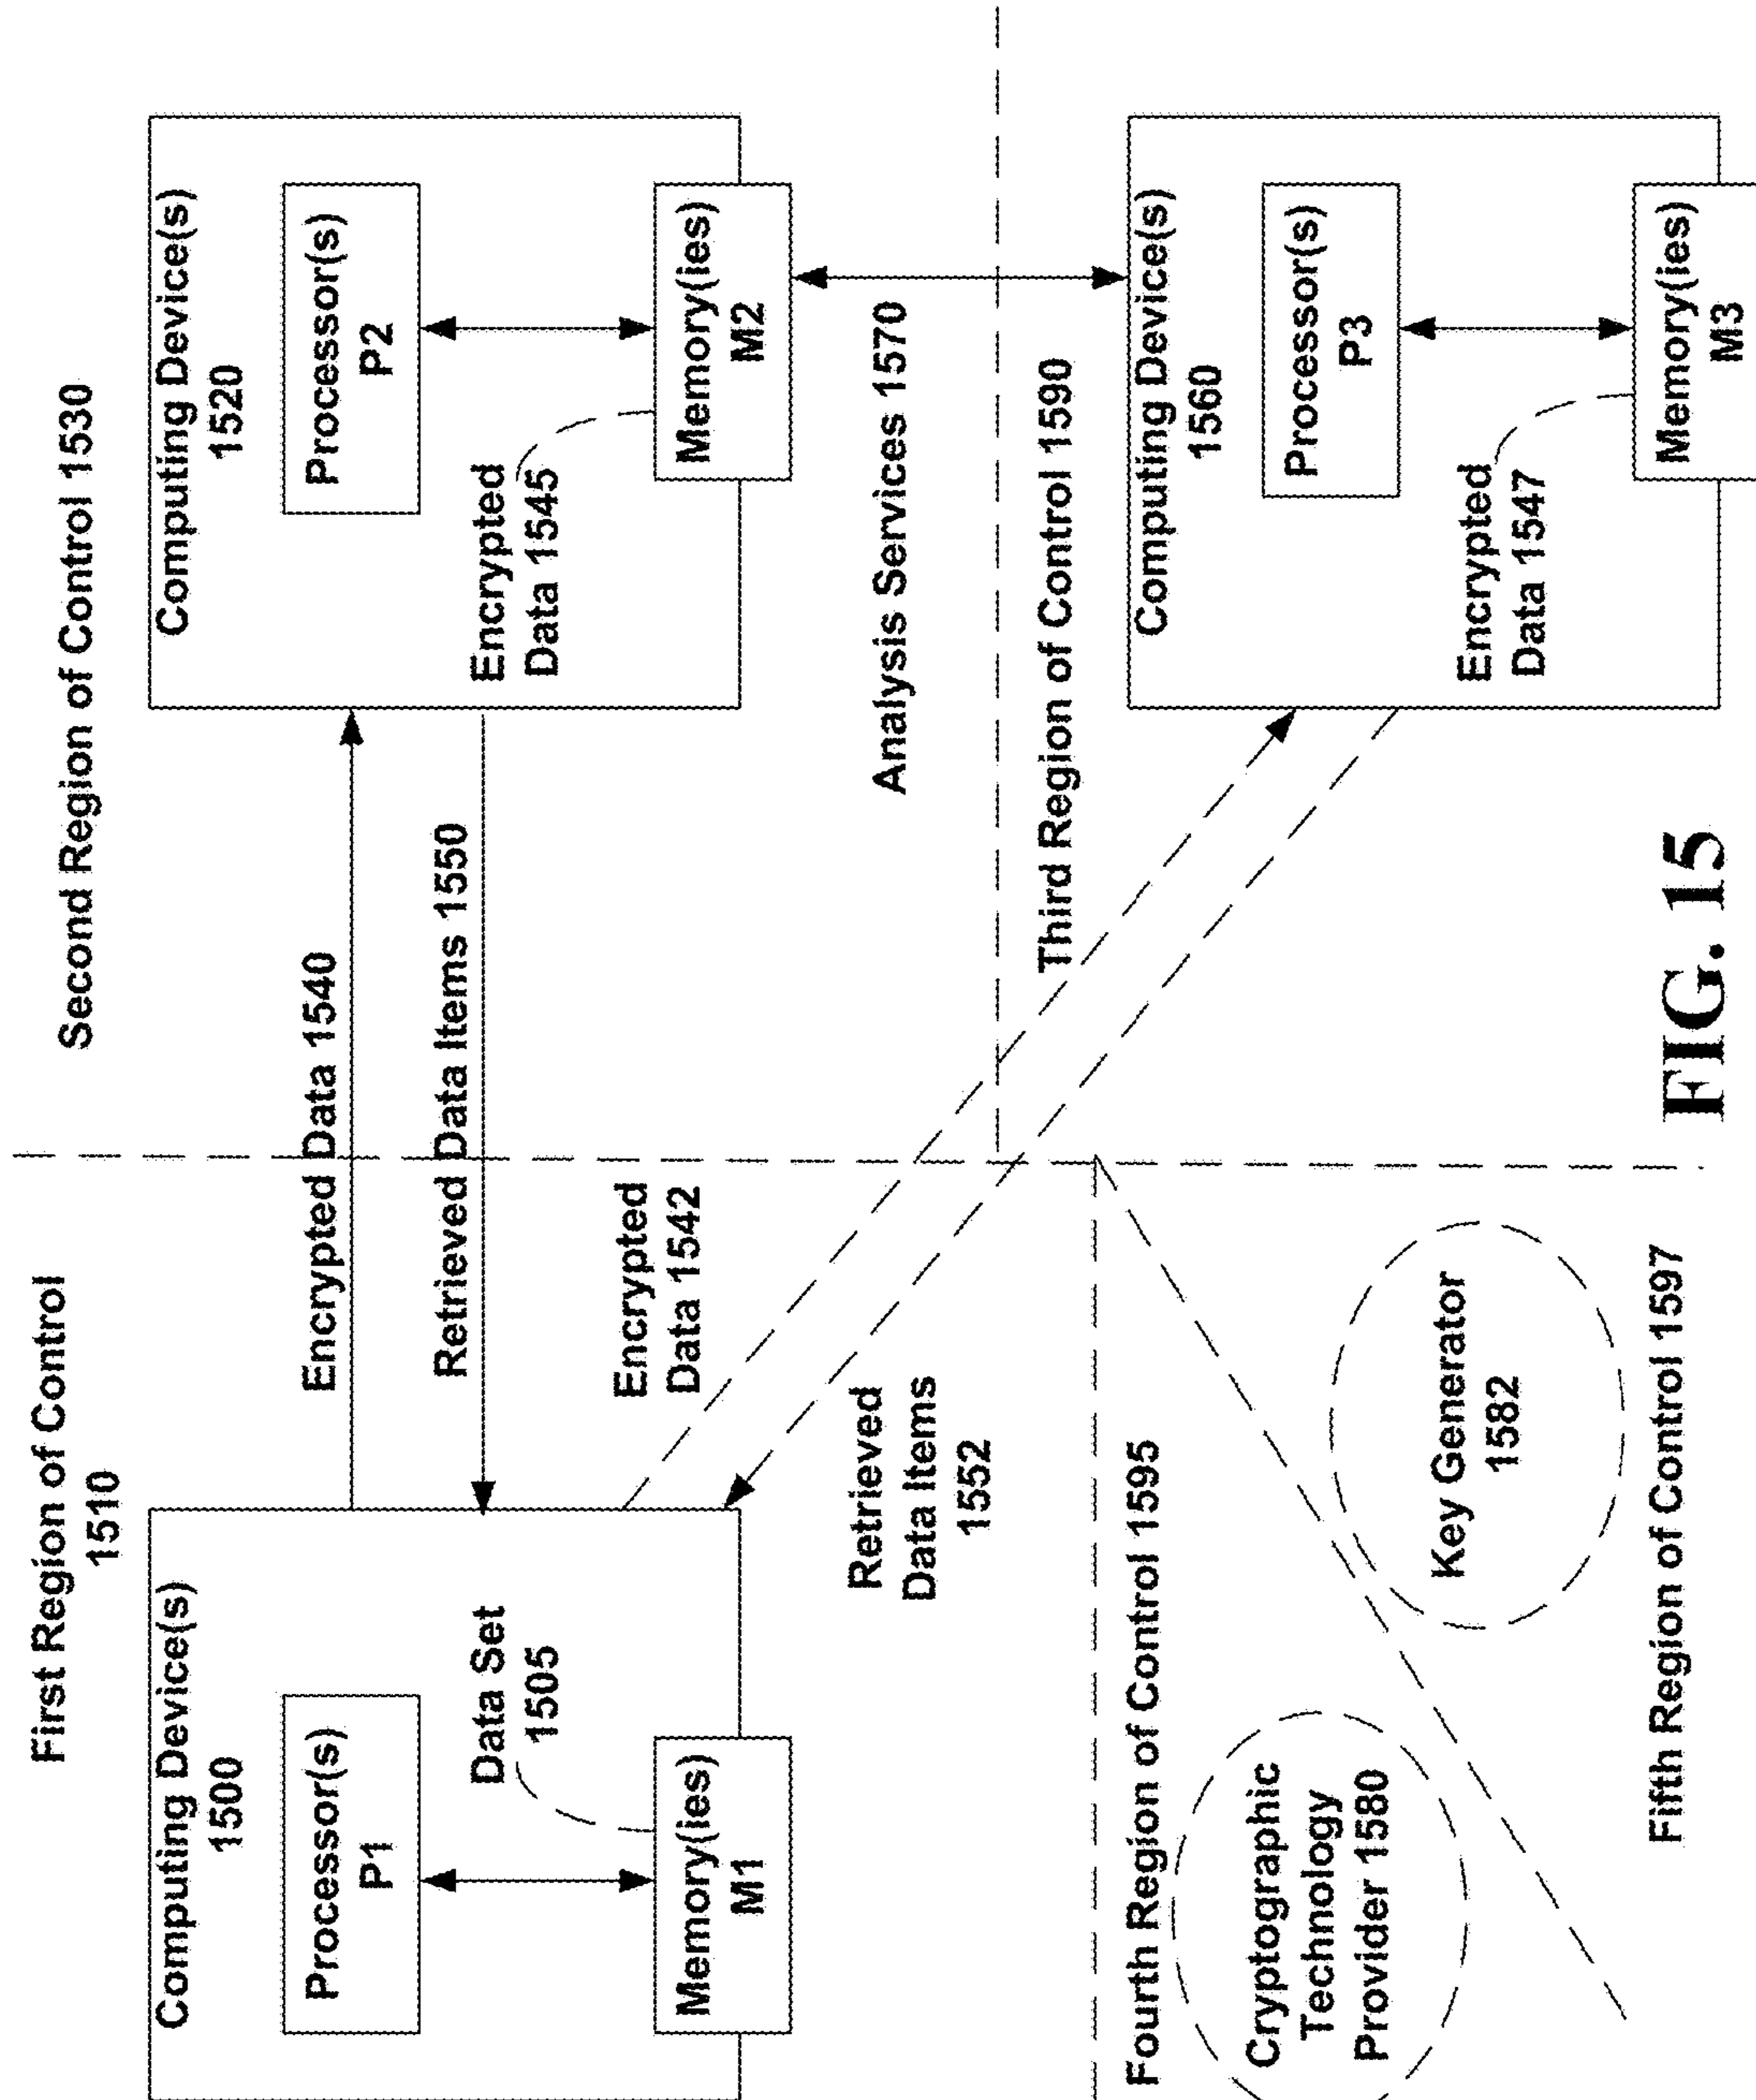 First Region of Control
1510
Computing Device(s)
1500
Processor(s)
P1
Data Set
1505
Memory(ies)
M1
Encrypted Data 1540
Retrieved Data Items 1550
Encrypted
Data 1542
Retrieved
Data Items
1552
Second Region of Control 1530
Computing Device(s)
1520
Processor(s)
P2
Encrypted
Data 1545
Memory(ies)
M2
Analysis Services 1570
Third Region of Control 1590
Computing Device(s)
1560
Processor(s)
P3
Encrypted
Data 1547
Memory(ies)
M3
Fourth Region of Control 1595
Cryptographic
Technology
Provider 1580
Key Generator
1582
Fifth Region of Control 1597
FIG. 15